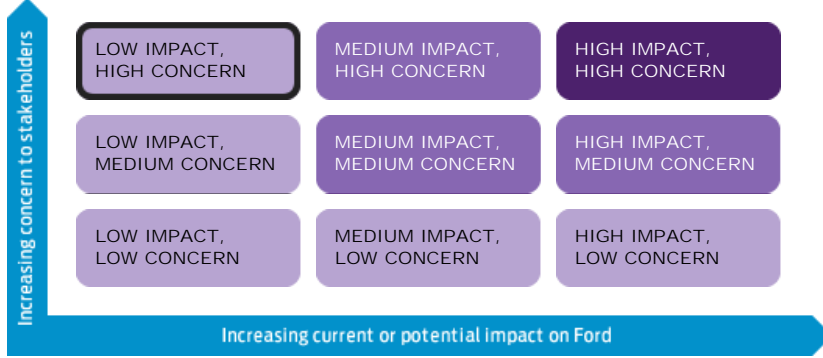 Increasing concern to stakeholders
LOW IMPACT,
HIGH CONCERN
MEDIUM IMPACT,
HIGH CONCERN
HIGH IMPACT,
HIGH CONCERN
LOW IMPACT,
MEDIUM CONCERN
MEDIUM IMPACT,
MEDIUM CONCERN
HIGH IMPACT,
MEDIUM CONCERN
LOW IMPACT,
LOW CONCERN
MEDIUM IMPACT,
LOW CONCERN
HIGH IMPACT,
LOW CONCERN
Increasing current or potential impact on Ford